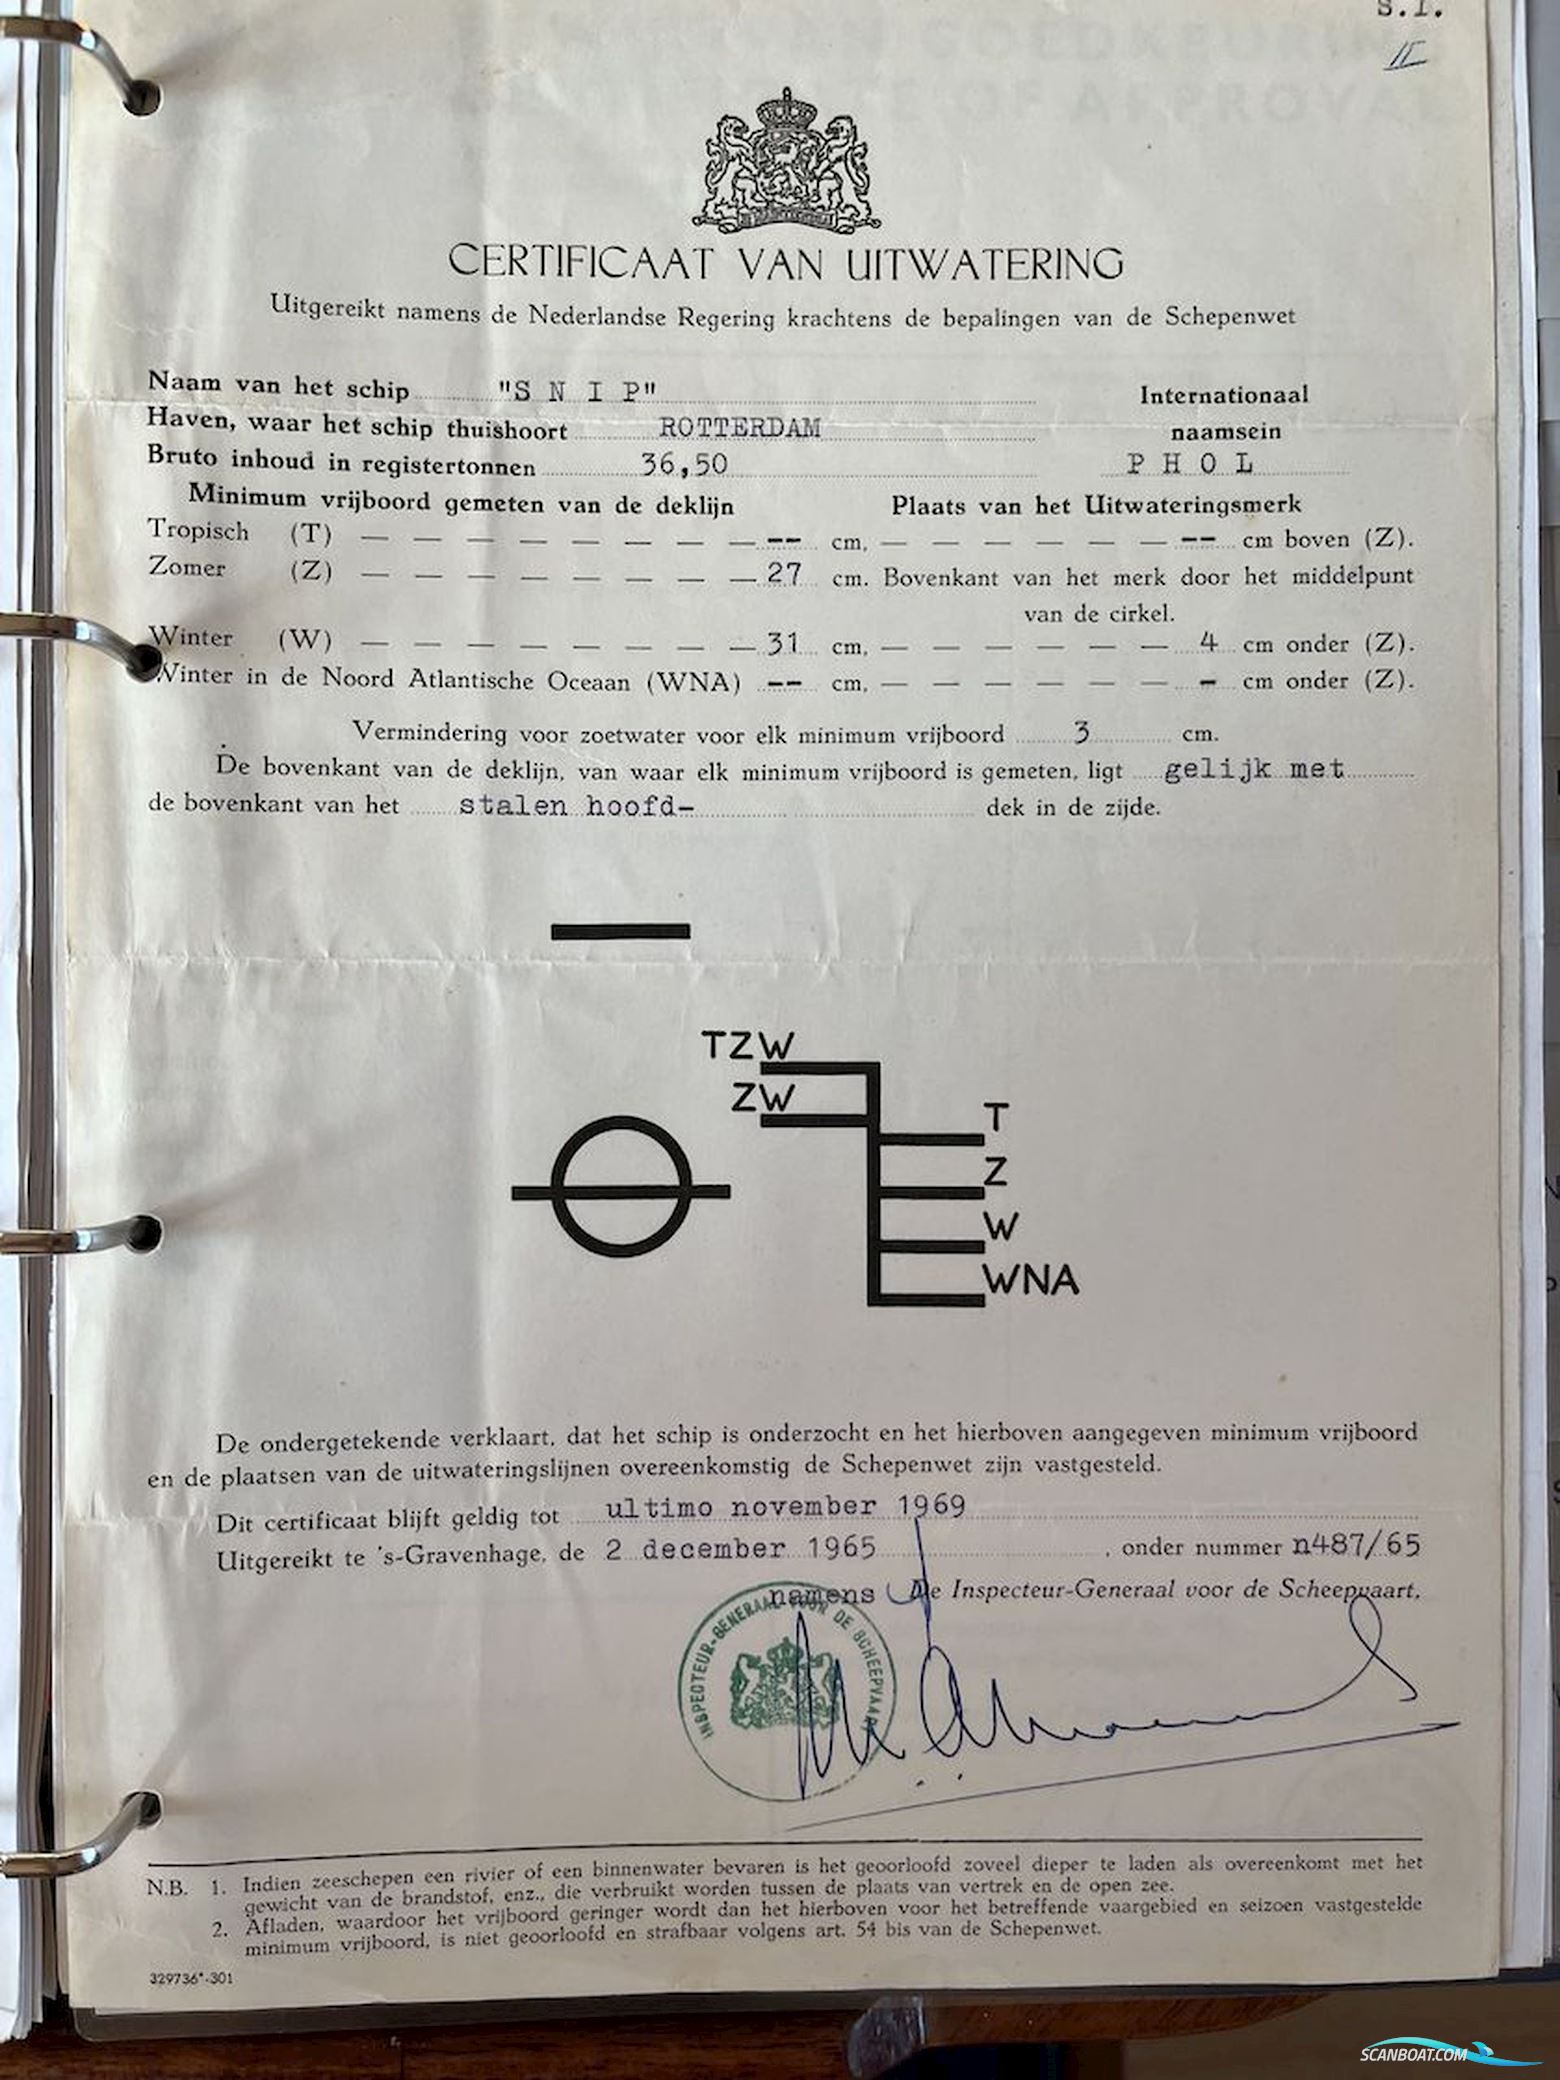 S.I.
II
CERTIFICAAT VAN UITWATERING
Uitgereikt namens de Nederlandse Regering krachtens de bepalingen van de Schepenwet
Naam van het schip "S N I P" Internationaal
Haven, waar het schip thuishoort ROTTERDAM naamsein
Bruto inhoud in registertonnen 36,50 P H O L
Minimum vrijboord gemeten van de deklijn Plaats van het Uitwateringsmerk
Tropisch (T) — — — — — — — — -- cm, — — — — — — -- cm boven (Z).
Zomer (Z) — — — — — — — — 27 cm. Bovenkant van het merk door het middelpunt
van de cirkel.
Winter (W) — — — — — — — — 31 cm, — — — — — — 4 cm onder (Z).
Winter in de Noord Atlantische Oceaan (WNA) -- cm, — — — — — — - cm onder (Z).
Vermindering voor zoetwater voor elk minimum vrijboord 3 cm.
De bovenkant van de deklijn, van waar elk minimum vrijboord is gemeten, ligt gelijk met
de bovenkant van het stalen hoofd- dek in de zijde.
TZW
ZW
T
Z
W
WNA
De ondergetekende verklaart, dat het schip is onderzocht en het hierboven aangegeven minimum vrijboord
en de plaatsen van de uitwateringslijnen overeenkomstig de Schepenwet zijn vastgesteld.
Dit certificaat blijft geldig tot ultimo november 1969
Uitgereikt te 's-Gravenhage, de 2 december 1965, onder nummer n487/65
namens De Inspecteur-Generaal voor de Scheepvaart,
INSPECTEUR-GENERAAL VOOR DE SCHEEPVAART
N.B. 1. Indien zeeschepen een rivier of een binnenwater bevaren is het geoorloofd zoveel dieper te laden als overeenkomt met het
gewicht van de brandstof, enz., die verbruikt worden tussen de plaats van vertrek en de open zee.
2. Afladen, waardoor het vrijboord geringer wordt dan het hierboven voor het betreffende vaargebied en seizoen vastgestelde
minimum vrijboord, is niet geoorloofd en strafbaar volgens art. 54 bis van de Schepenwet.
329736*-301
SCANBOAT.COM